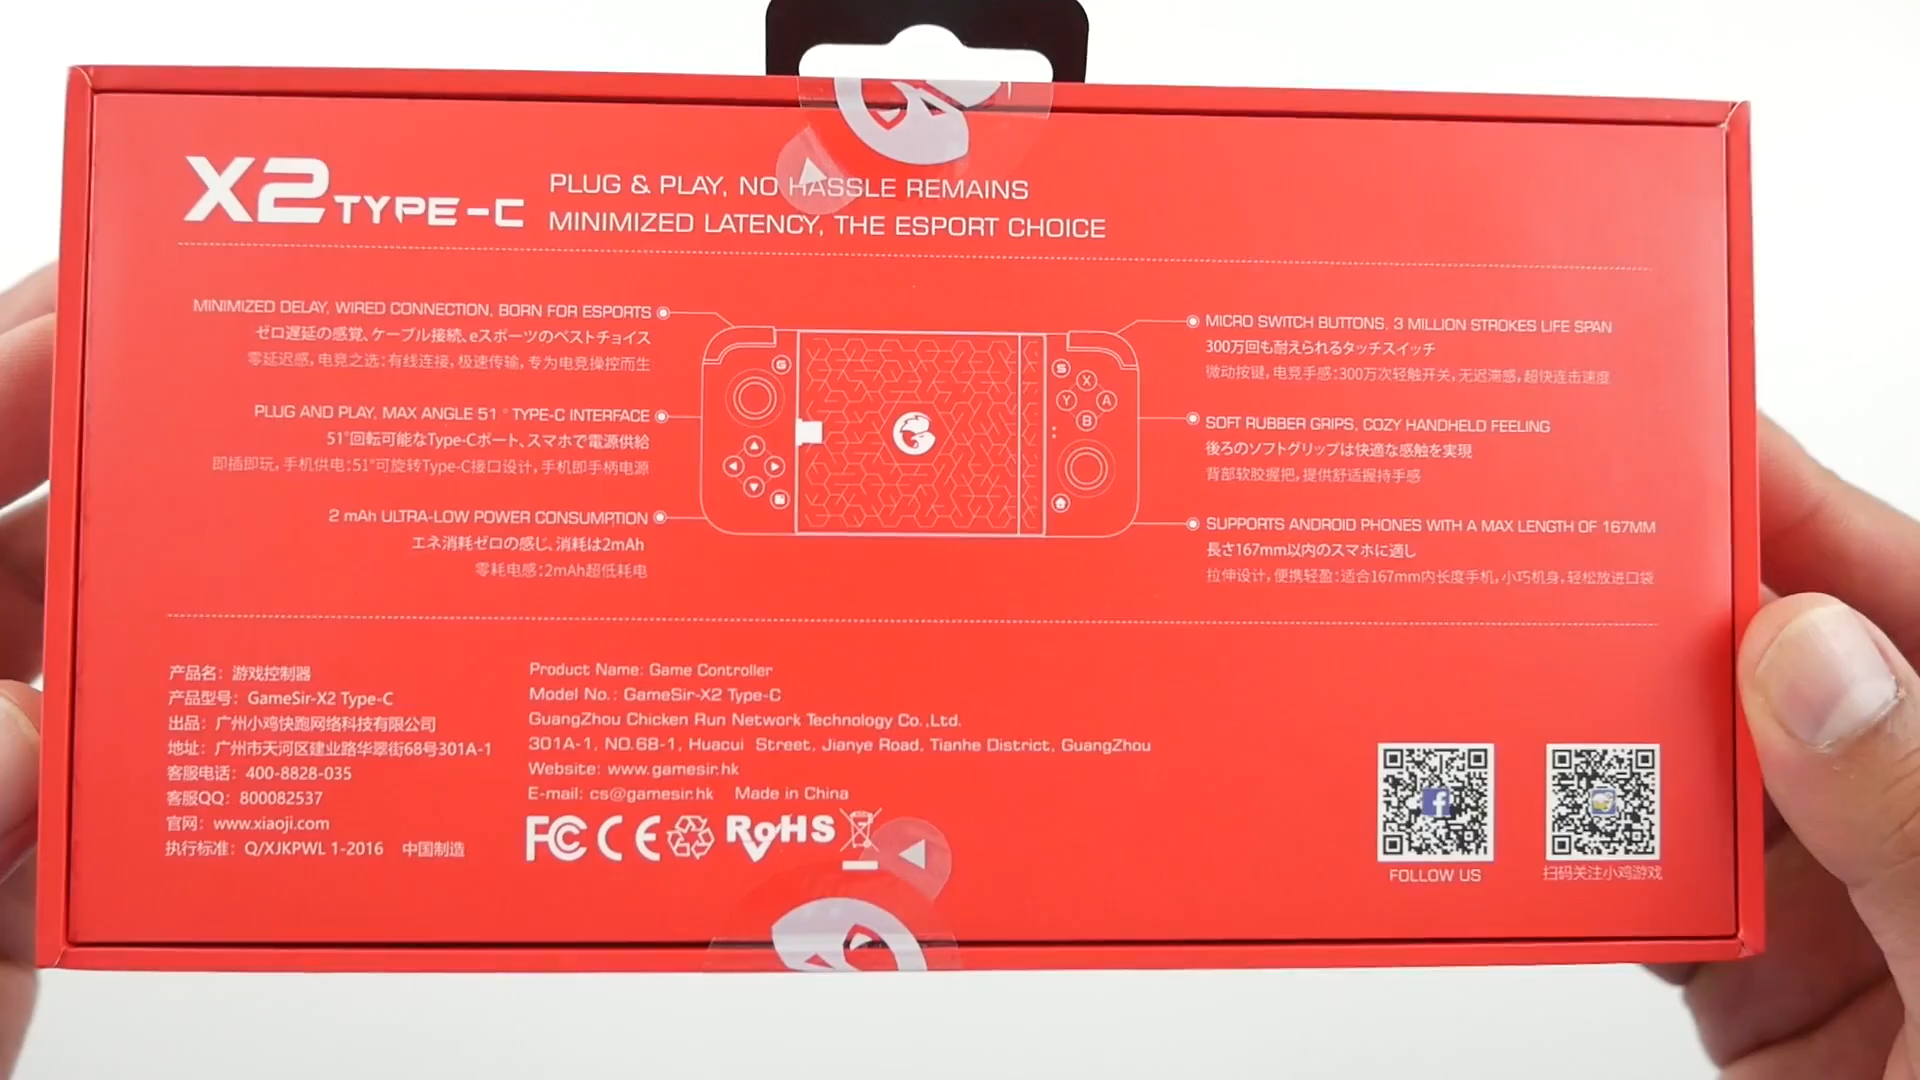 X2 TYPE-C
PLUG & PLAY, NO HASSLE REMAINS
MINIMIZED LATENCY, THE ESPORT CHOICE
MINIMIZED DELAY, WIRED CONNECTION, BORN FOR ESPORTS
ゼロ遅延の感覚、ケーブル接続、eスポーツのベストチョイス
零延迟感，电竞之选：有线连接，极速传输，专为电竞操控而生
PLUG AND PLAY, MAX ANGLE 51° TYPE-C INTERFACE
51°回転可能なType-Cポート、スマホで電源供給
即插即玩，手机供电：51°可旋转Type-C接口设计，手机即手柄电源
2 mAh ULTRA-LOW POWER CONSUMPTION
エネ消耗ゼロの感じ、消耗は2mAh
零耗电感：2mAh超低耗电
G
S
X
Y
A
B
MICRO SWITCH BUTTONS, 3 MILLION STROKES LIFE SPAN
300万回も耐えられるタッチスイッチ
微动按键，电竞手感：300万次轻触开关，无迟滞感，超快连击速度
SOFT RUBBER GRIPS, COZY HANDHELD FEELING
後ろのソフトグリップは快適な感触を実現
背部软胶握把，提供舒适握持手感
SUPPORTS ANDROID PHONES WITH A MAX LENGTH OF 167MM
長さ167mm以内のスマホに適し
拉伸设计，便携轻盈：适合167mm内长度手机，小巧机身，轻松放进口袋
产品名：游戏控制器
产品型号：GameSir-X2 Type-C
出品：广州小鸡快跑网络科技有限公司
地址：广州市天河区建业路华翠街68号301A-1
客服电话：400-8828-035
客服QQ：800082537
官网：www.xiaoji.com
执行标准：Q/XJKPWL 1-2016 中国制造
Product Name: Game Controller
Model No.: GameSir-X2 Type-C
GuangZhou Chicken Run Network Technology Co.,Ltd.
301A-1, NO.68-1, Huacui Street, Jianye Road, Tianhe District, GuangZhou
Website: www.gamesir.hk
E-mail: cs@gamesir.hk Made in China
FC CE RoHS
FOLLOW US
扫码关注小鸡游戏